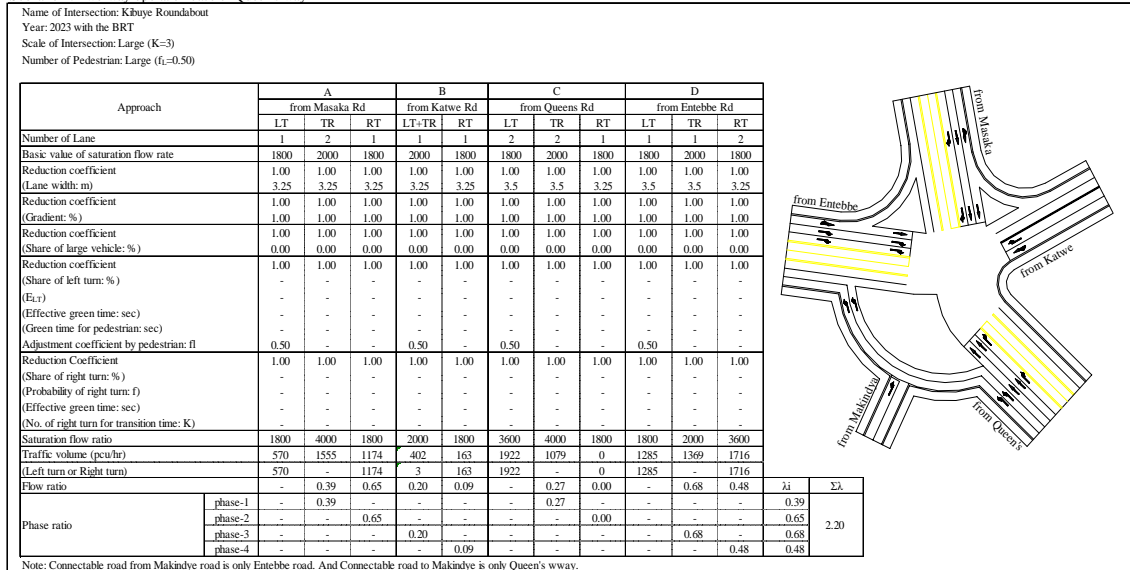 Name of Intersection: Kibuye Roundabout
Year: 2023 with the BRT
Scale of Intersection: Large (K=3)
Number of Pedestrian: Large (fL=0.50)
Approach A B C D
from Masaka Rd from Katwe Rd from Queens Rd from Entebbe Rd
LT TR RT LT+TR RT LT TR RT LT TR RT
Number of Lane 1 2 1 1 1 2 2 1 1 1 2
Basic value of saturation flow rate 1800 2000 1800 2000 1800 1800 2000 1800 1800 2000 1800
Reduction coefficient 1.00 1.00 1.00 1.00 1.00 1.00 1.00 1.00 1.00 1.00 1.00
(Lane width: m) 3.25 3.25 3.25 3.25 3.25 3.5 3.5 3.25 3.5 3.5 3.25
Reduction coefficient 1.00 1.00 1.00 1.00 1.00 1.00 1.00 1.00 1.00 1.00 1.00
(Gradient: %) 1.00 1.00 1.00 1.00 1.00 1.00 1.00 1.00 1.00 1.00 1.00
Reduction coefficient 1.00 1.00 1.00 1.00 1.00 1.00 1.00 1.00 1.00 1.00 1.00
(Share of large vehicle: %) 0.00 0.00 0.00 0.00 0.00 0.00 0.00 0.00 0.00 0.00 0.00
Reduction coefficient 1.00 1.00 1.00 1.00 1.00 1.00 1.00 1.00 1.00 1.00 1.00
(Share of left turn: %) - - - - - - - - - - -
(ELT) - - - - - - - - - - -
(Effective green time: sec) - - - - - - - - - - -
(Green time for pedestrian: sec) - - - - - - - - - - -
Adjustment coefficient by pedestrian: fl 0.50 - - 0.50 - 0.50 - - 0.50 - -
Reduction Coefficient 1.00 1.00 1.00 1.00 1.00 1.00 1.00 1.00 1.00 1.00 1.00
(Share of right turn: %) - - - - - - - - - - -
(Probability of right turn: f) - - - - - - - - - - -
(Effective green time: sec) - - - - - - - - - - -
(No. of right turn for transition time: K) - - - - - - - - - - -
Saturation flow ratio 1800 4000 1800 2000 1800 3600 4000 1800 1800 2000 3600
Traffic volume (pcu/hr) 570 1555 1174 402 163 1922 1079 0 1285 1369 1716
(Left turn or Right turn) 570 - 1174 3 163 1922 - 0 1285 - 1716
Flow ratio - 0.39 0.65 0.20 0.09 - 0.27 0.00 - 0.68 0.48 λi Σλ
Phase ratio
phase-1 - 0.39 - - - - 0.27 - - - - 0.39
phase-2 - - 0.65 - - - - 0.00 - - - 0.65
2.20
phase-3 - - - 0.20 - - - - - 0.68 - 0.68
phase-4 - - - - 0.09 - - - - - 0.48 0.48
Note: Connectable road from Makindye road is only Entebbe road. And Connectable road to Makindye is only Queen's wway.
from Masaka
from Entebbe
from Katwe
from Makindya
from Queen's